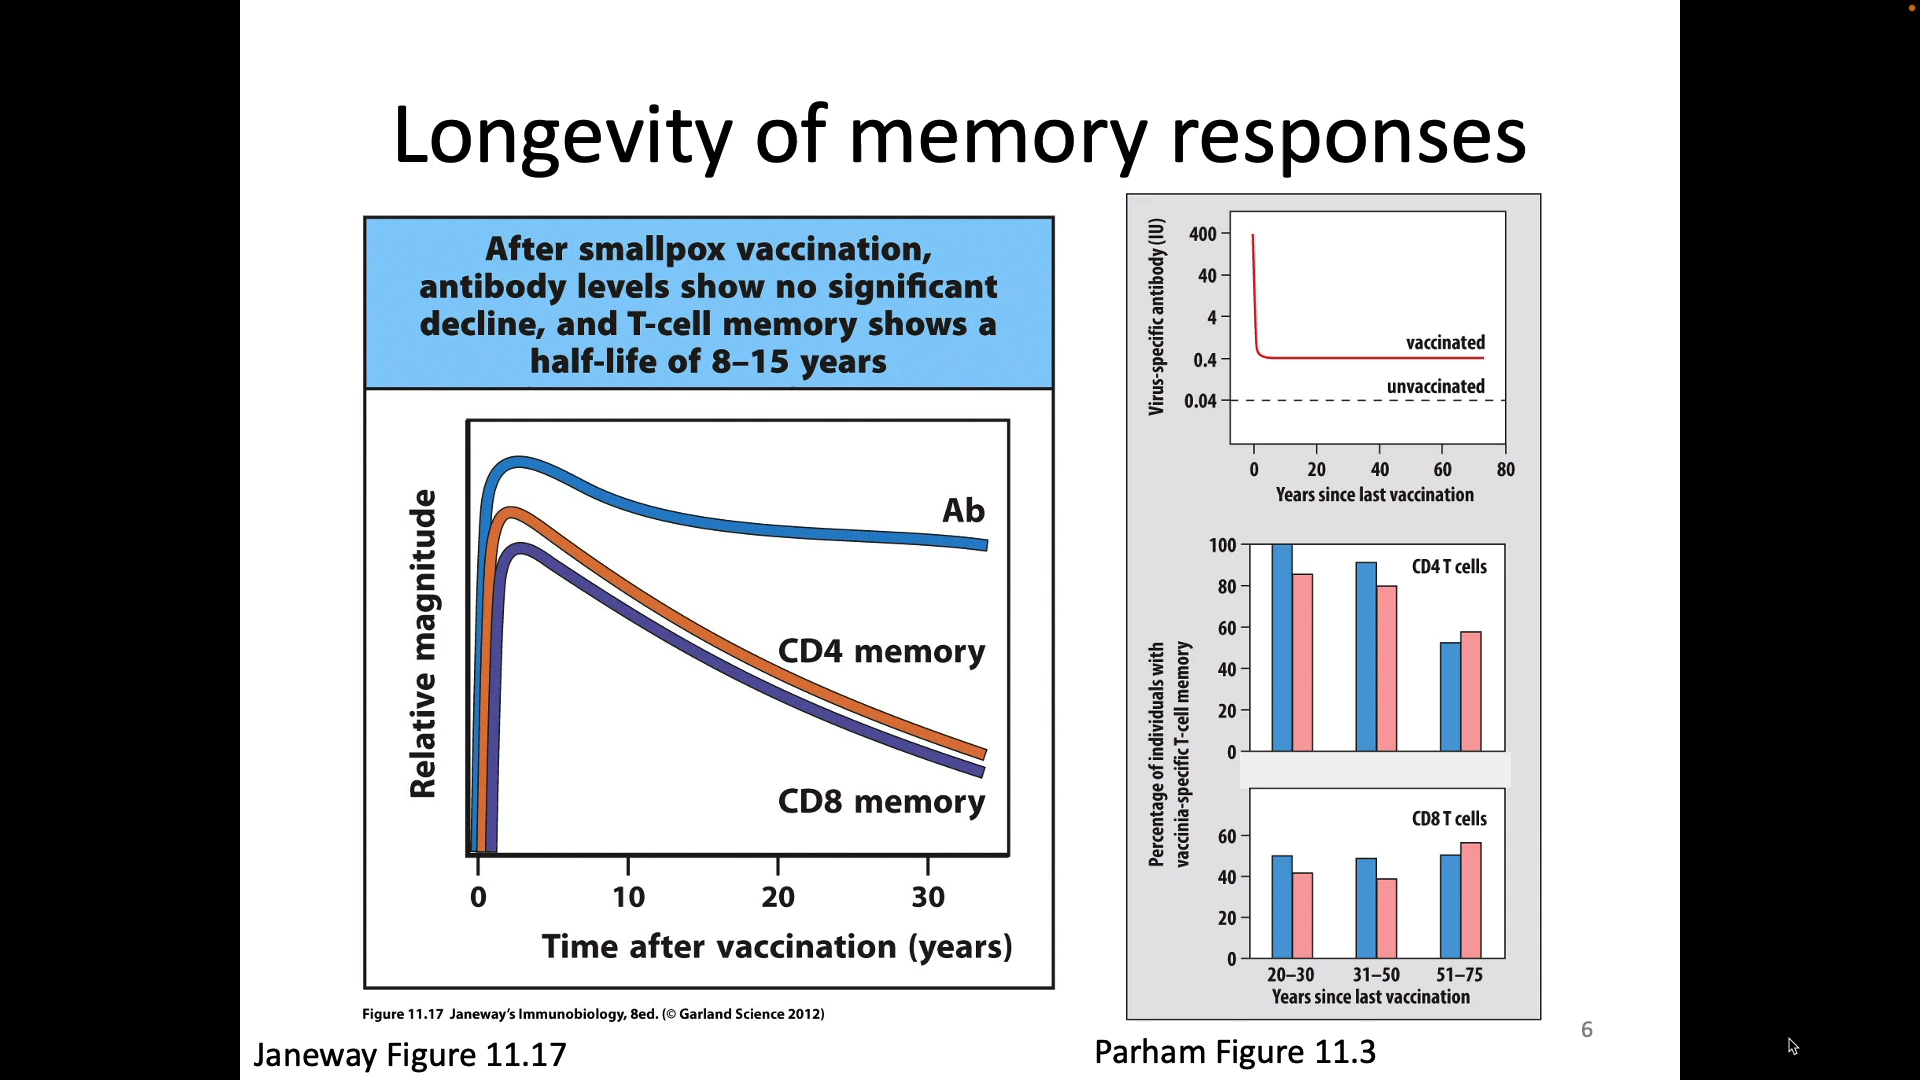 Longevity of memory responses
After smallpox vaccination,
antibody levels show no significant
decline, and T-cell memory shows a
half-life of 8–15 years
Relative magnitude
Ab
CD4 memory
CD8 memory
0 10 20 30
Time after vaccination (years)
Figure 11.17 Janeway's Immunobiology, 8ed. (© Garland Science 2012)
Janeway Figure 11.17
Virus-specific antibody (IU)
400
40
4
0.4
0.04
vaccinated
unvaccinated
0 20 40 60 80
Years since last vaccination
Percentage of individuals with
vaccinia-specific T-cell memory
100
80
60
40
20
0
CD4 T cells
60
40
20
0
CD8 T cells
20–30 31–50 51–75
Years since last vaccination
Parham Figure 11.3
6